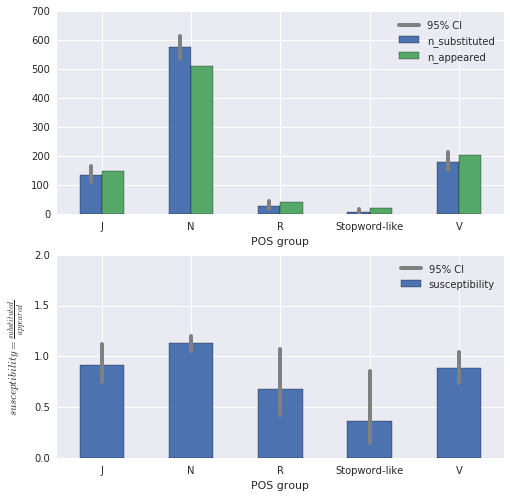 700
600
500
400
300
200
100
0
95% CI
n_substituted
n_appeared
J N R Stopword-like V
POS group
2.0
1.5
1.0
0.5
0.0
susceptibility = substituted/appeared
95% CI
susceptibility
J N R Stopword-like V
POS group